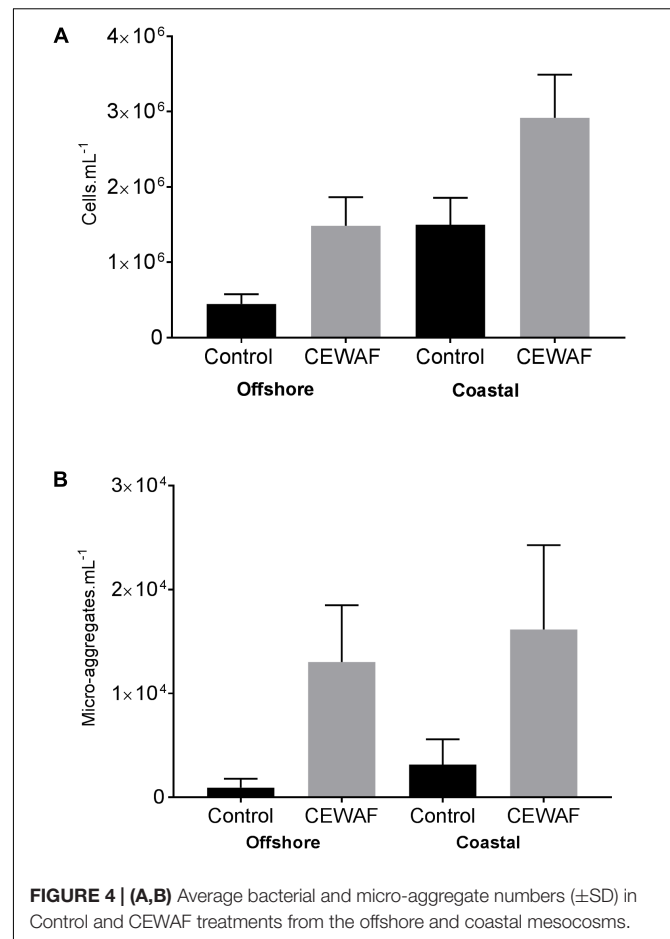 A
4× 10⁶
3× 10⁶
2× 10⁶
1× 10⁶
0
Cells.mL⁻¹
Control CEWAF Control CEWAF
Offshore Coastal
B
3× 10⁴
2× 10⁴
1× 10⁴
0
Micro-aggregates.mL⁻¹
Control CEWAF Control CEWAF
Offshore Coastal
FIGURE 4 | (A,B) Average bacterial and micro-aggregate numbers (±SD) in
Control and CEWAF treatments from the offshore and coastal mesocosms.